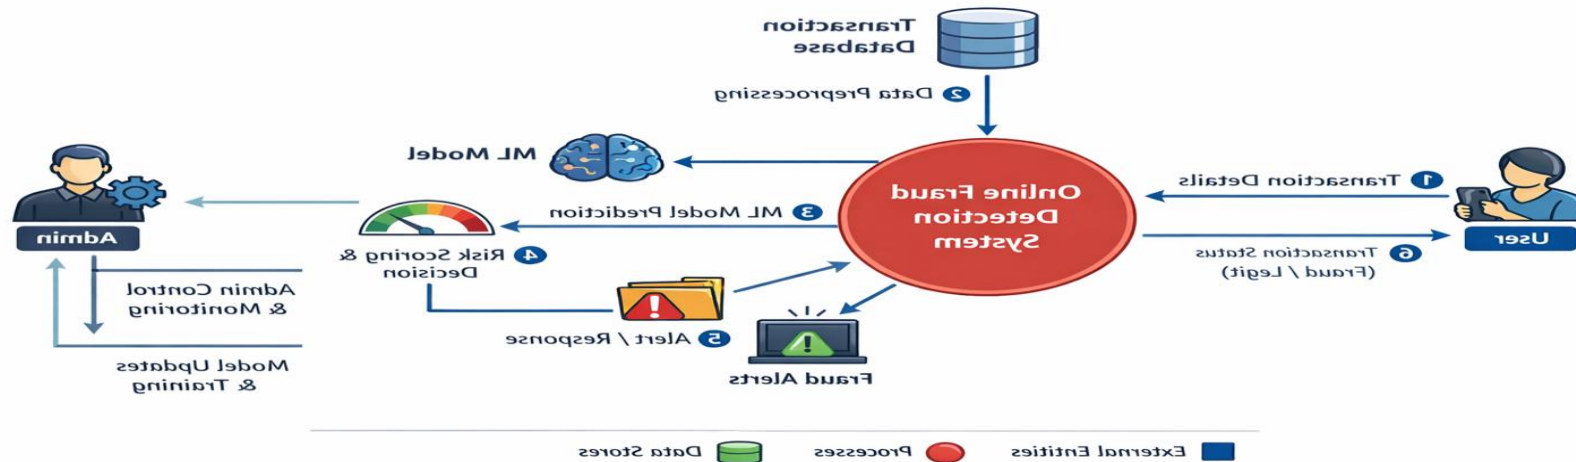 Transaction
Database
2 Data Preprocessing
ML Model
Online Fraud
Detection
System
1 Transaction Details
User
6 Transaction Status
(Fraud / Legit)
3 ML Model Prediction
4 Risk Scoring &
Decision
Admin
Admin Control
& Monitoring
Model Updates
& Training
5 Alert / Response
Fraud Alerts
External Entities
Processes
Data Stores